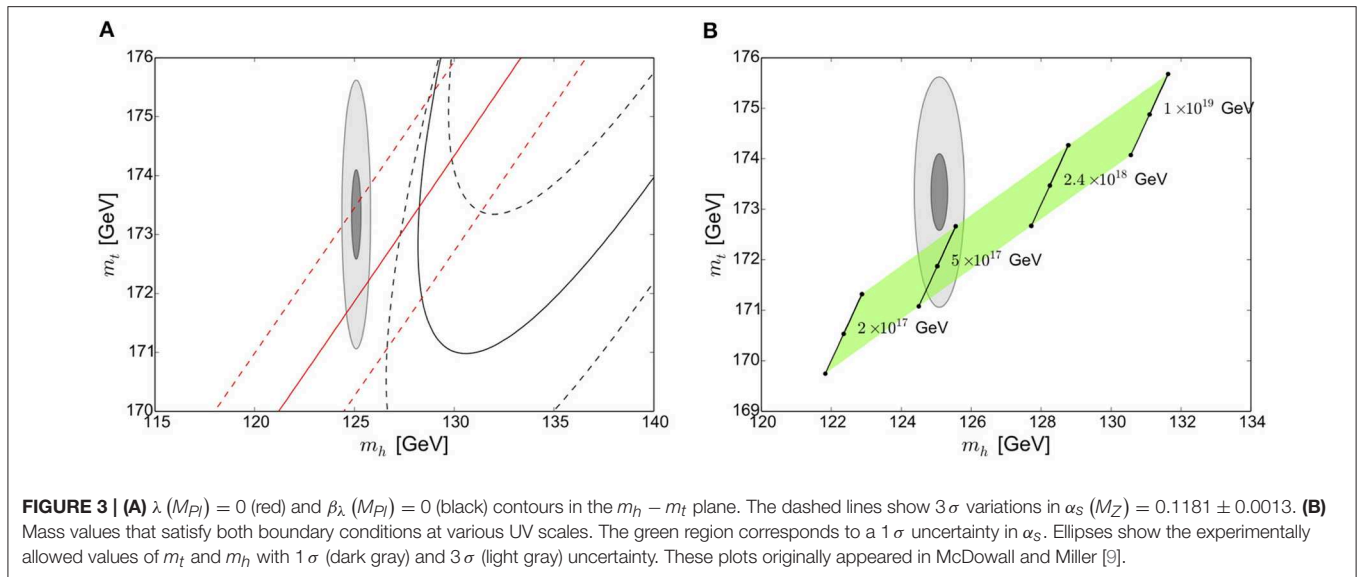 A
B
176
175
174
173
172
171
170
115
120
125
130
135
140
m_t [GeV]
m_h [GeV]
176
175
174
173
172
171
170
169
120
122
124
126
128
130
132
134
m_t [GeV]
m_h [GeV]
1×10^19 GeV
2.4×10^18 GeV
5×10^17 GeV
2×10^17 GeV
FIGURE 3 | (A) λ (M_Pl) = 0 (red) and β_λ (M_Pl) = 0 (black) contours in the m_h − m_t plane. The dashed lines show 3 σ variations in α_s (M_Z) = 0.1181 ± 0.0013. (B)
Mass values that satisfy both boundary conditions at various UV scales. The green region corresponds to a 1 σ uncertainty in α_s. Ellipses show the experimentally
allowed values of m_t and m_h with 1 σ (dark gray) and 3 σ (light gray) uncertainty. These plots originally appeared in McDowall and Miller [9].